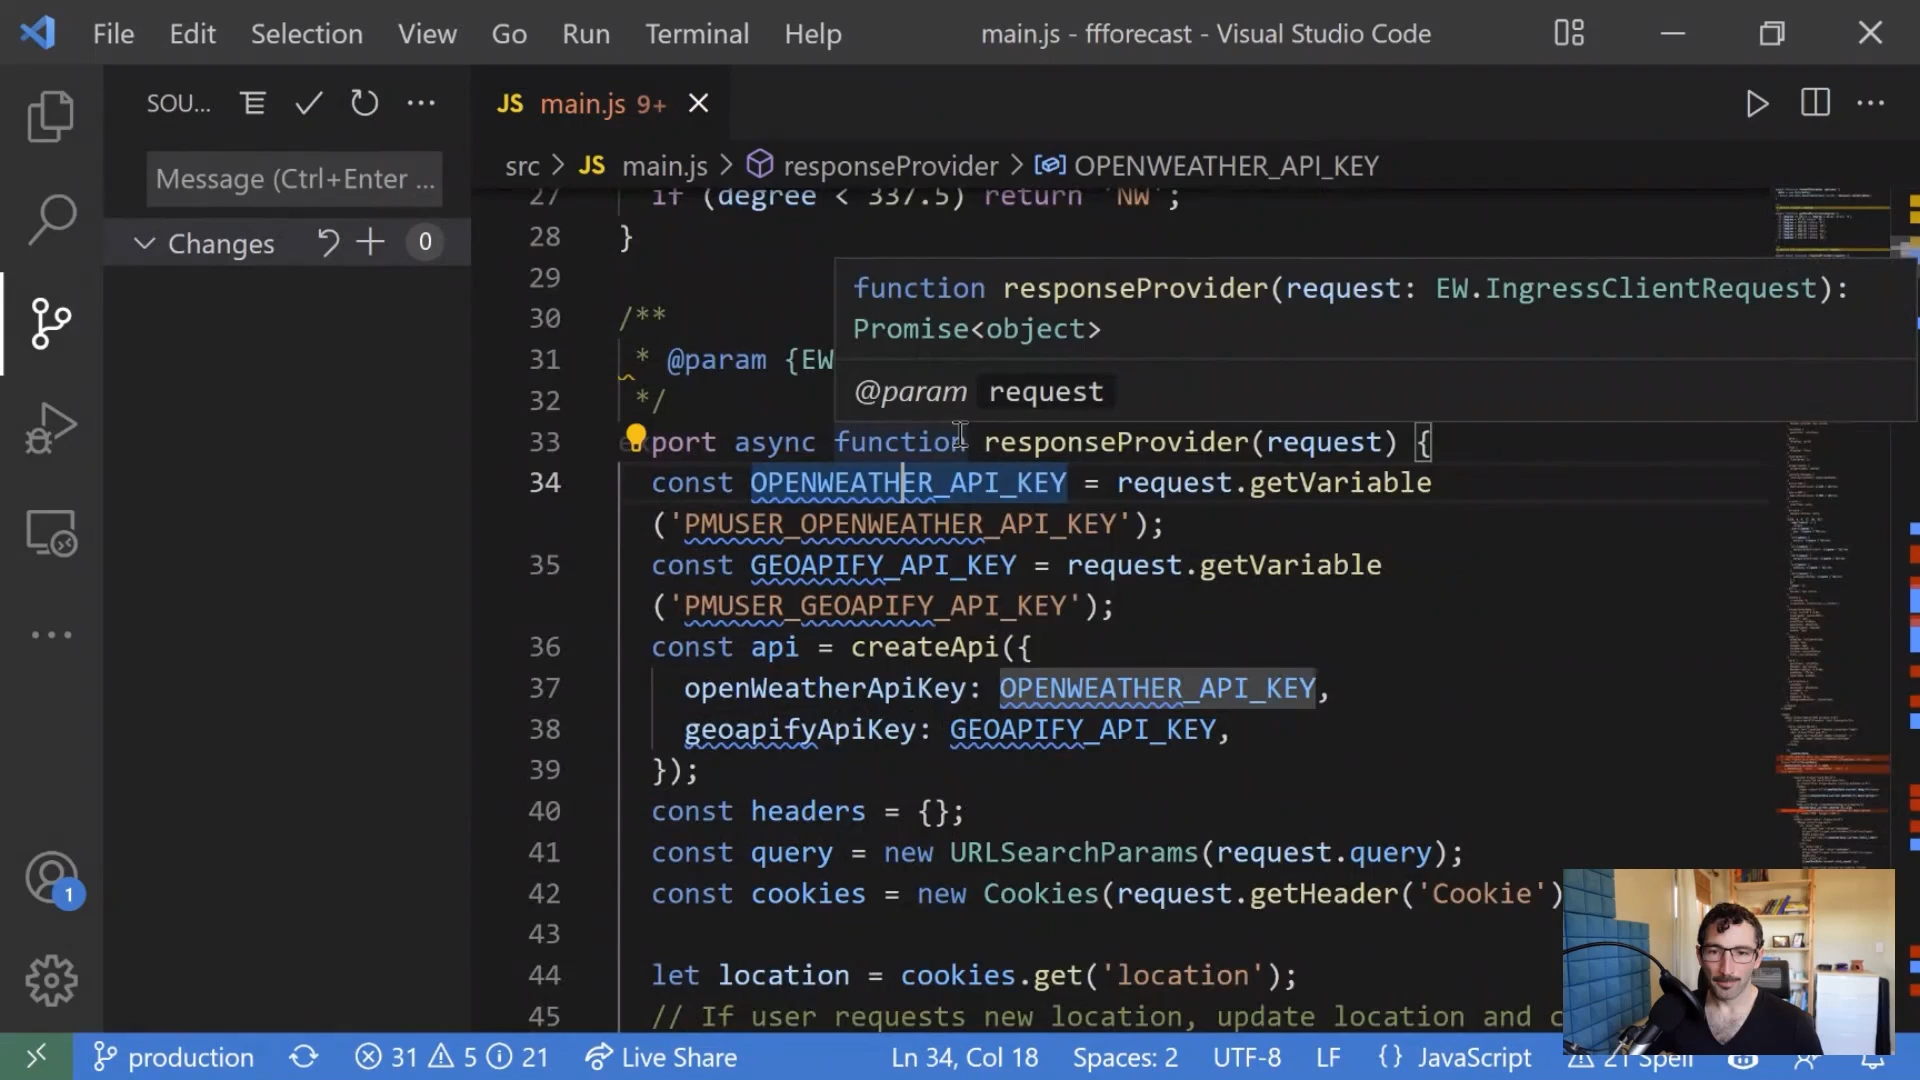 File Edit Selection View Go Run Terminal Help main.js - ffforecast - Visual Studio Code
SOU... ...
JS main.js 9+
Message (Ctrl+Enter ...
src > JS main.js > responseProvider > OPENWEATHER_API_KEY
Changes 0
27 if (degree < 337.5) return 'NW';
28 }
29
function responseProvider(request: EW.IngressClientRequest):
Promise<object>
@param request
30 /**
31 * @param {EW
32 */
33 port async function responseProvider(request) {
34 const OPENWEATHER_API_KEY = request.getVariable
('PMUSER_OPENWEATHER_API_KEY');
35 const GEOAPIFY_API_KEY = request.getVariable
('PMUSER_GEOAPIFY_API_KEY');
36 const api = createApi({
37 openWeatherApiKey: OPENWEATHER_API_KEY,
38 geoapifyApiKey: GEOAPIFY_API_KEY,
39 });
40 const headers = {};
41 const query = new URLSearchParams(request.query);
42 const cookies = new Cookies(request.getHeader('Cookie')
43
44 let location = cookies.get('location');
45 // If user requests new location, update location and c
1
production 31 5 21 Live Share Ln 34, Col 18 Spaces: 2 UTF-8 LF {} JavaScript 21 Spell